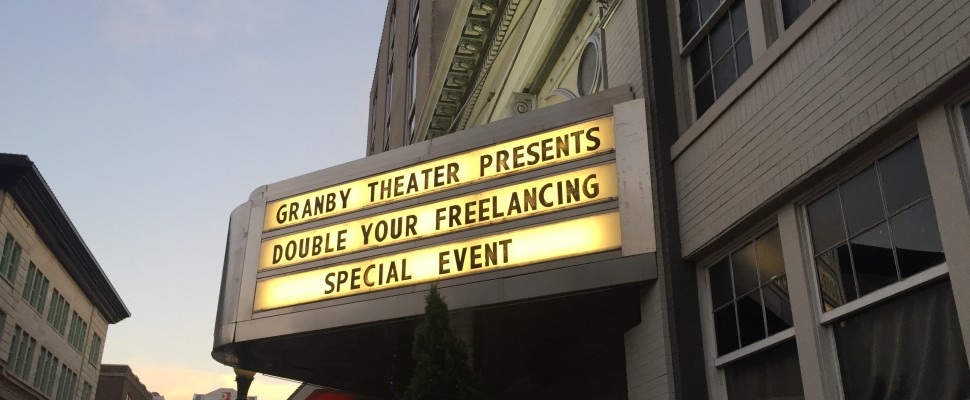 GRANBY THEATER PRESENTS
DOUBLE YOUR FREELANCING
SPECIAL EVENT